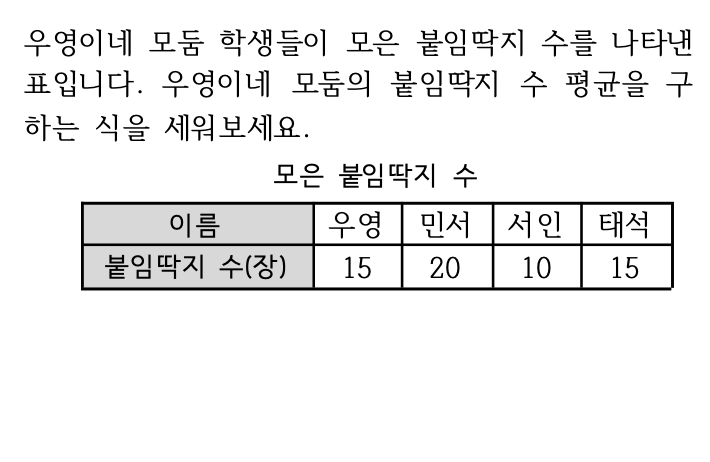 우영이네 모둠 학생들이 모은 붙임딱지 수를 나타낸
표입니다. 우영이네 모둠의 붙임딱지 수 평균을 구
하는 식을 세워보세요.
모은 붙임딱지 수
이름 우영 민서 서인 태석
붙임딱지 수(장) 15 20 10 15